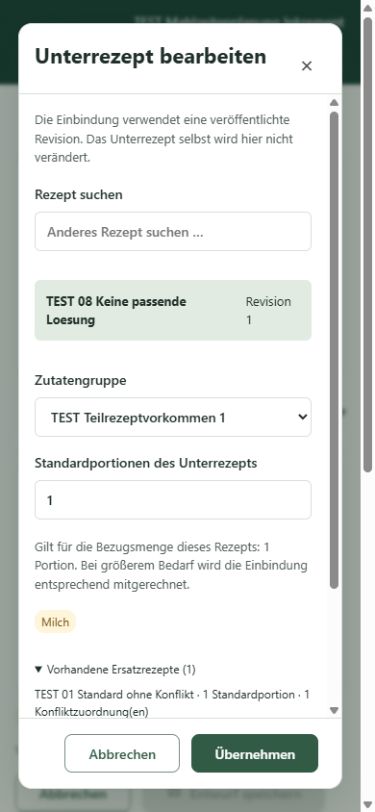 Unterrezept bearbeiten
×
Die Einbindung verwendet eine veröffentlichte
Revision. Das Unterrezept selbst wird hier nicht
verändert.
Rezept suchen
Anderes Rezept suchen ...
TEST 08 Keine passende
Loesung
Revision
1
Zutatengruppe
TEST Teilrezeptvorkommen 1
Standardportionen des Unterrezepts
1
Gilt für die Bezugsmenge dieses Rezepts: 1
Portion. Bei größerem Bedarf wird die Einbindung
entsprechend mitgerechnet.
Milch
▼ Vorhandene Ersatzrezepte (1)
TEST 01 Standard ohne Konflikt · 1 Standardportion · 1
Konfliktzuordnung(en)
Abbrechen
Übernehmen
Abbrechen